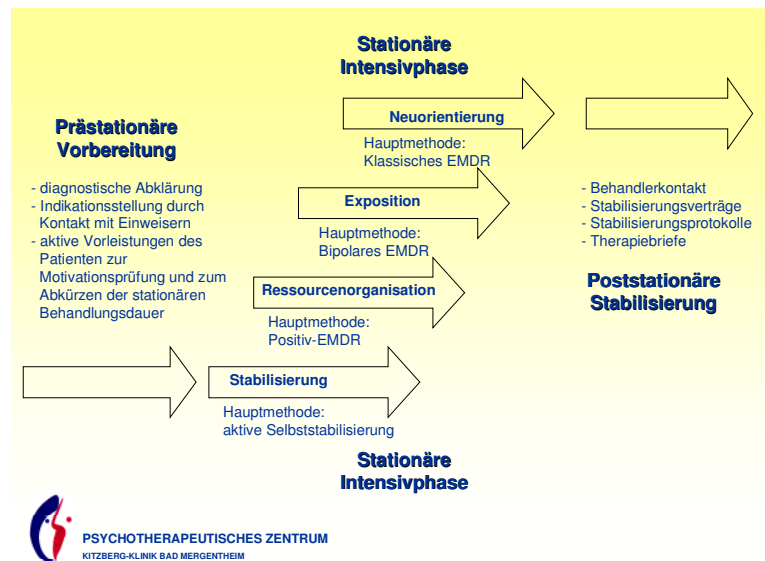 Stationäre
Intensivphase
Neuorientierung
Hauptmethode:
Klassisches EMDR
Prästationäre
Vorbereitung
- diagnostische Abklärung
- Indikationsstellung durch
Kontakt mit Einweisern
- aktive Vorleistungen des
Patienten zur
Motivationsprüfung und zum
Abkürzen der stationären
Behandlungsdauer
Exposition
Hauptmethode:
Bipolares EMDR
- Behandlerkontakt
- Stabilisierungsverträge
- Stabilisierungsprotokolle
- Therapiebriefe
Poststationäre
Stabilisierung
Ressourcenorganisation
Hauptmethode:
Positiv-EMDR
Stabilisierung
Hauptmethode:
aktive Selbststabilisierung
Stationäre
Intensivphase
PSYCHOTHERAPEUTISCHES ZENTRUM
KITZBERG-KLINIK BAD MERGENTHEIM